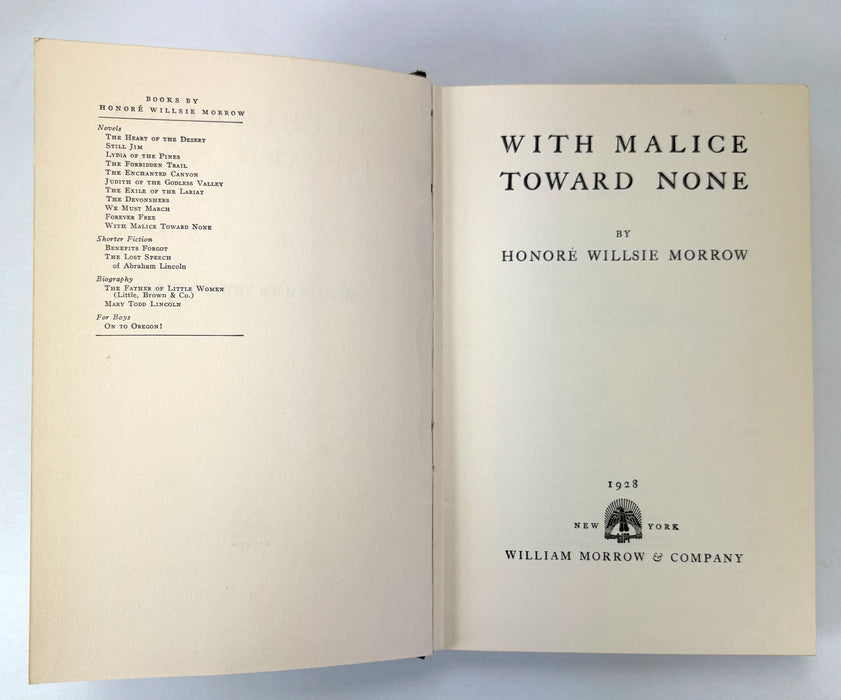 BOOKS BY
HONORÉ WILLSIE MORROW
Novels
THE HEART OF THE DESERT
STILL JIM
LYDIA OF THE PINES
THE FORBIDDEN TRAIL
THE ENCHANTED CANYON
JUDITH OF THE GODLESS VALLEY
THE EXILE OF THE LARIAT
THE DEVONSHERS
WE MUST MARCH
FOREVER FREE
WITH MALICE TOWARD NONE
Shorter Fiction
BENEFITS FORGOT
THE LOST SPEECH
of Abraham Lincoln
Biography
THE FATHER OF LITTLE WOMEN
(Little, Brown & Co.)
MARY TODD LINCOLN
For Boys
ON TO OREGON!
WITH MALICE
TOWARD NONE
BY
HONORÉ WILLSIE MORROW
1928
NEW YORK
WILLIAM MORROW & COMPANY